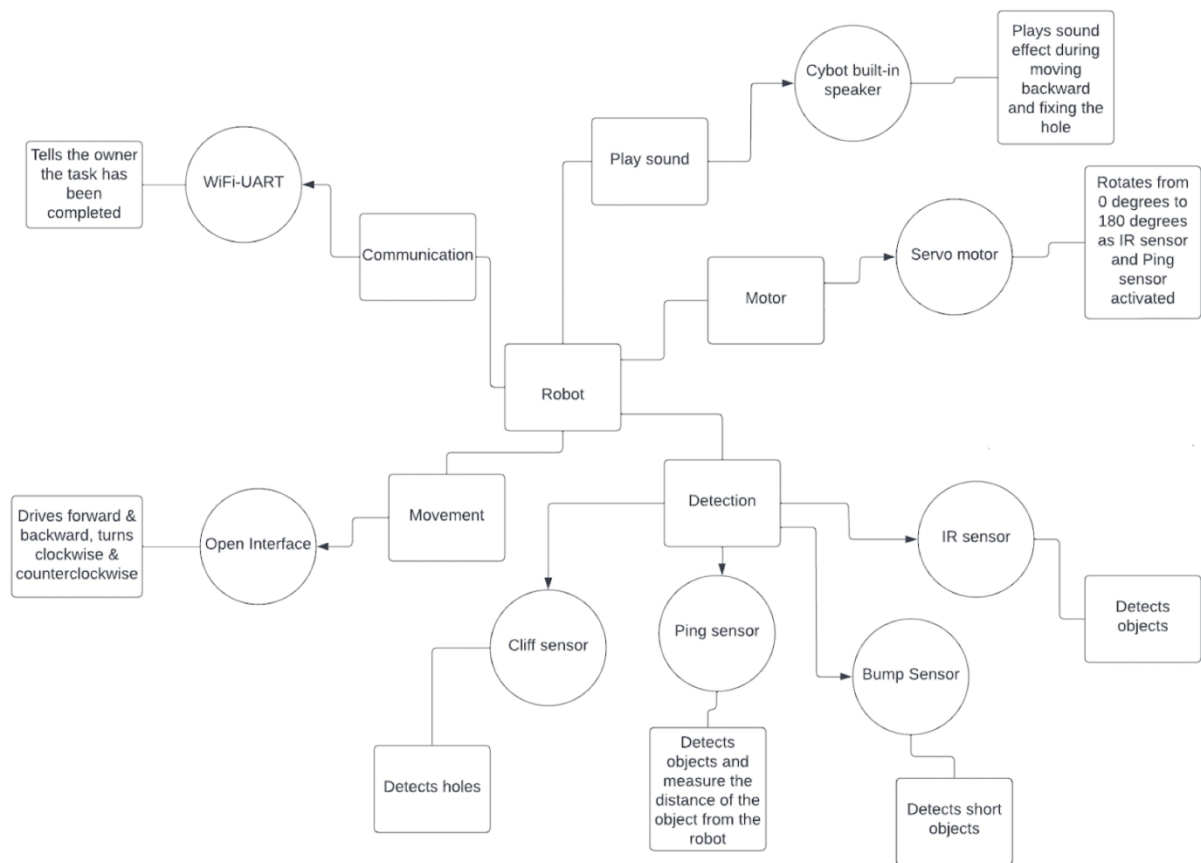 Plays sound
effect during
moving
backward
and fixing the
hole
Cybot built-in
speaker
Play sound
Tells the owner
the task has
been
completed
WiFi-UART
Communication
Rotates from
0 degrees to
180 degrees
as IR sensor
and Ping
sensor
activated
Servo motor
Motor
Robot
Drives forward &
backward, turns
clockwise &
counterclockwise
Open Interface
Movement
Detection
IR sensor
Detects
objects
Cliff sensor
Ping sensor
Bump Sensor
Detects holes
Detects
objects and
measure the
distance of the
object from the
robot
Detects short
objects